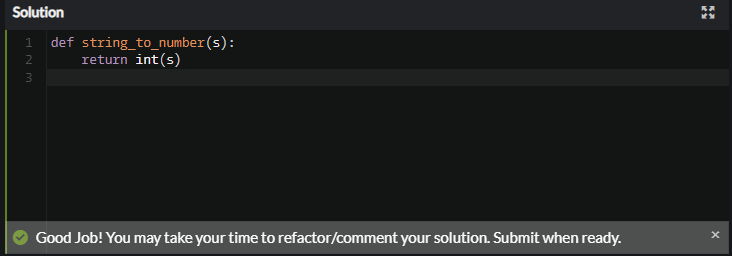 Solution
1 def string_to_number(s):
2     return int(s)
3
Good Job! You may take your time to refactor/comment your solution. Submit when ready. ×